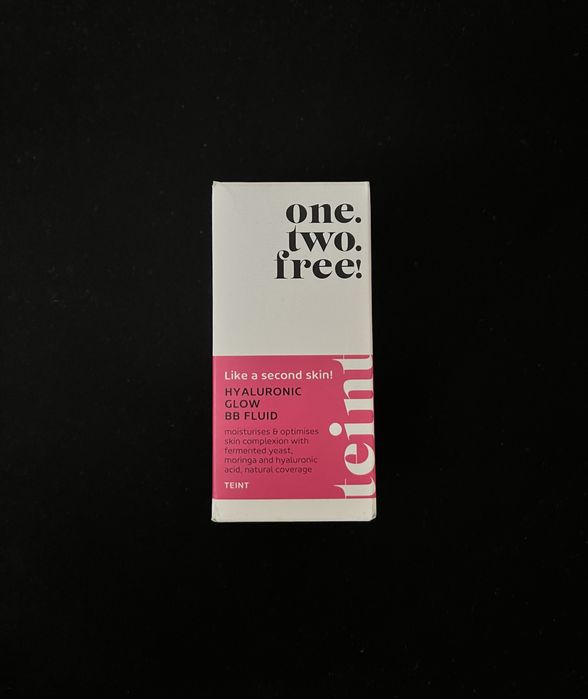 one.
two.
free!
Like a second skin!
HYALURONIC
GLOW
BB FLUID
moisturises & optimises
skin complexion with
fermented yeast,
moringa and hyaluronic
acid, natural coverage
TEINT
teint